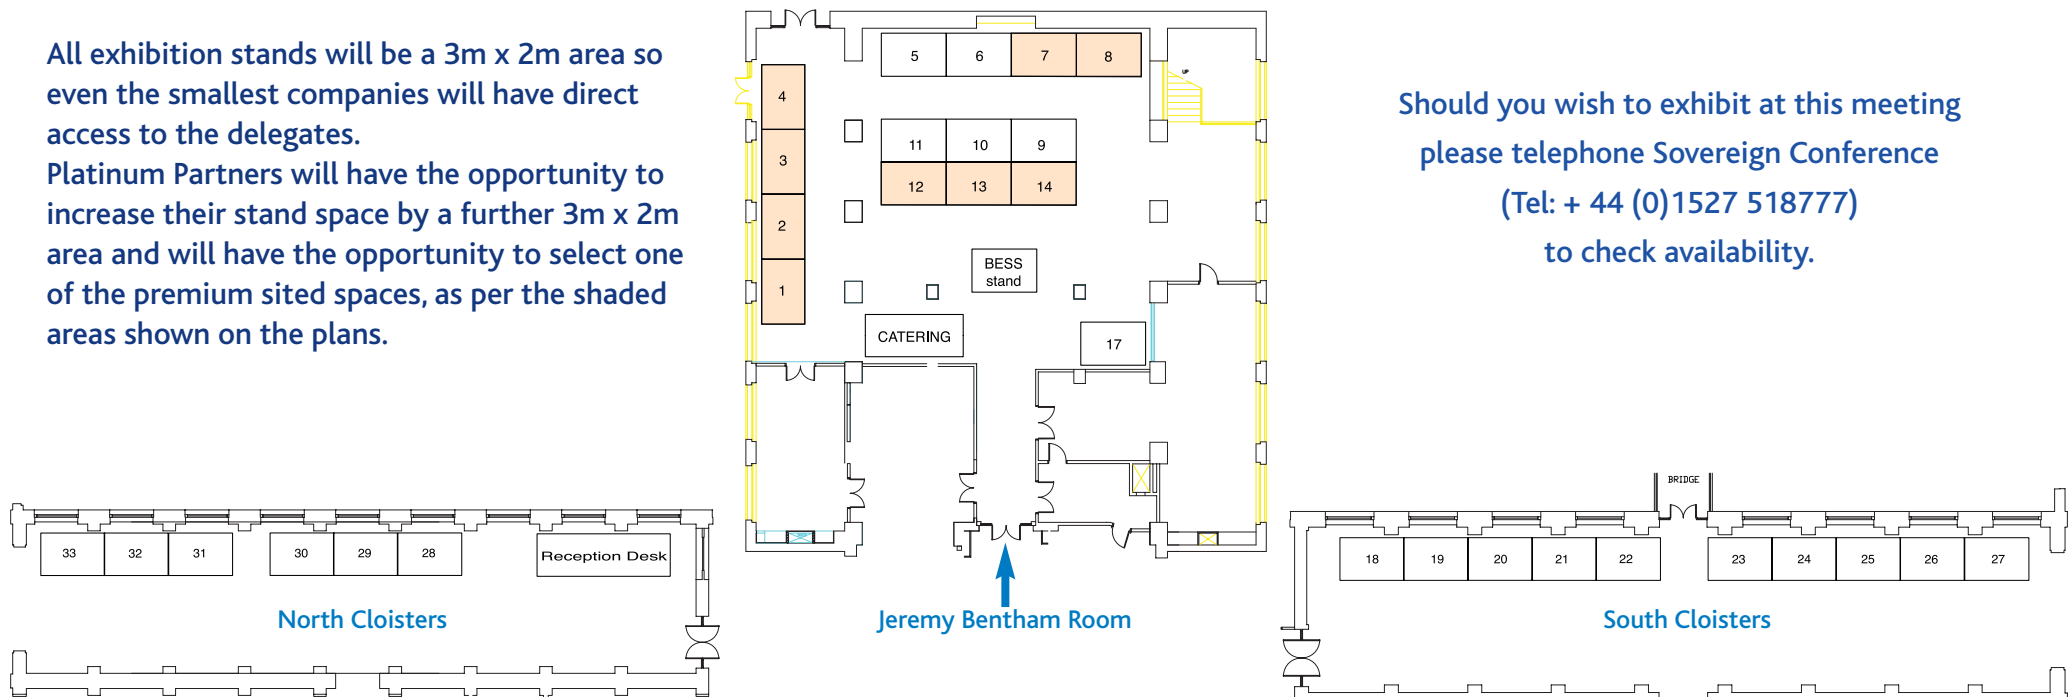 All exhibition stands will be a 3m x 2m area so
even the smallest companies will have direct
access to the delegates.
Platinum Partners will have the opportunity to
increase their stand space by a further 3m x 2m
area and will have the opportunity to select one
of the premium sited spaces, as per the shaded
areas shown on the plans.
5 6 7 8
UP
4
3
2
1
11 10 9
12 13 14
BESS
stand
CATERING
17
Jeremy Bentham Room
Should you wish to exhibit at this meeting
please telephone Sovereign Conference
(Tel: + 44 (0)1527 518777)
to check availability.
33 32 31 30 29 28
Reception Desk
North Cloisters
BRIDGE
18 19 20 21 22 23 24 25 26 27
South Cloisters